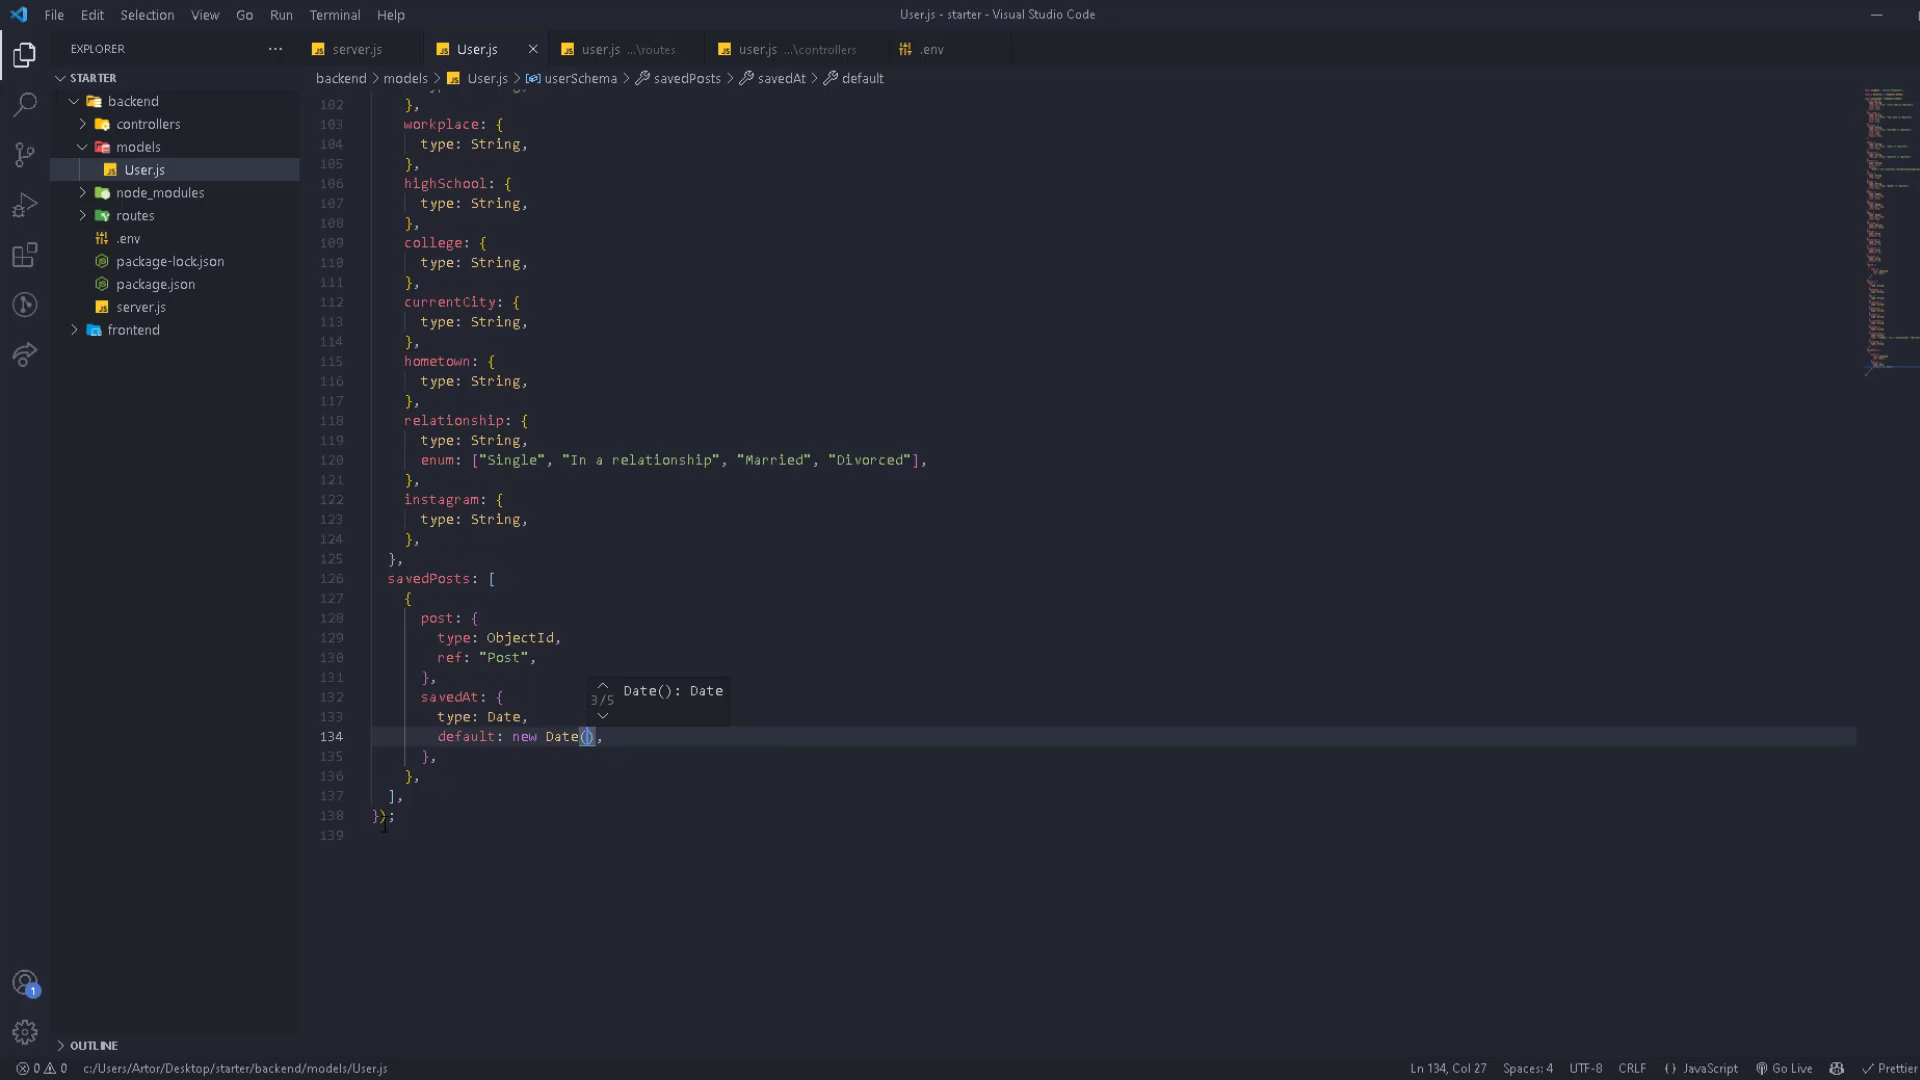 File Edit Selection View Go Run Terminal Help
User.js - starter - Visual Studio Code
EXPLORER
server.js
User.js
user.js ...\routes
user.js ...\controllers
.env
STARTER
backend
controllers
models
User.js
node_modules
routes
.env
package-lock.json
package.json
server.js
frontend
backend > models > User.js > userSchema > savedPosts > savedAt > default
102 },
103 workplace: {
104 type: String,
105 },
106 highSchool: {
107 type: String,
108 },
109 college: {
110 type: String,
111 },
112 currentCity: {
113 type: String,
114 },
115 hometown: {
116 type: String,
117 },
118 relationship: {
119 type: String,
120 enum: ["Single", "In a relationship", "Married", "Divorced"],
121 },
122 instagram: {
123 type: String,
124 },
125 },
126 savedPosts: [
127 {
128 post: {
129 type: ObjectId,
130 ref: "Post",
131 },
132 savedAt: {
133 type: Date,
134 default: new Date(),
135 },
136 },
137 ],
138 });
139
3/5 Date(): Date
1
OUTLINE
0 0 c:/Users/Artor/Desktop/starter/backend/models/User.js
Ln 134, Col 27 Spaces: 4 UTF-8 CRLF {} JavaScript Go Live Prettier